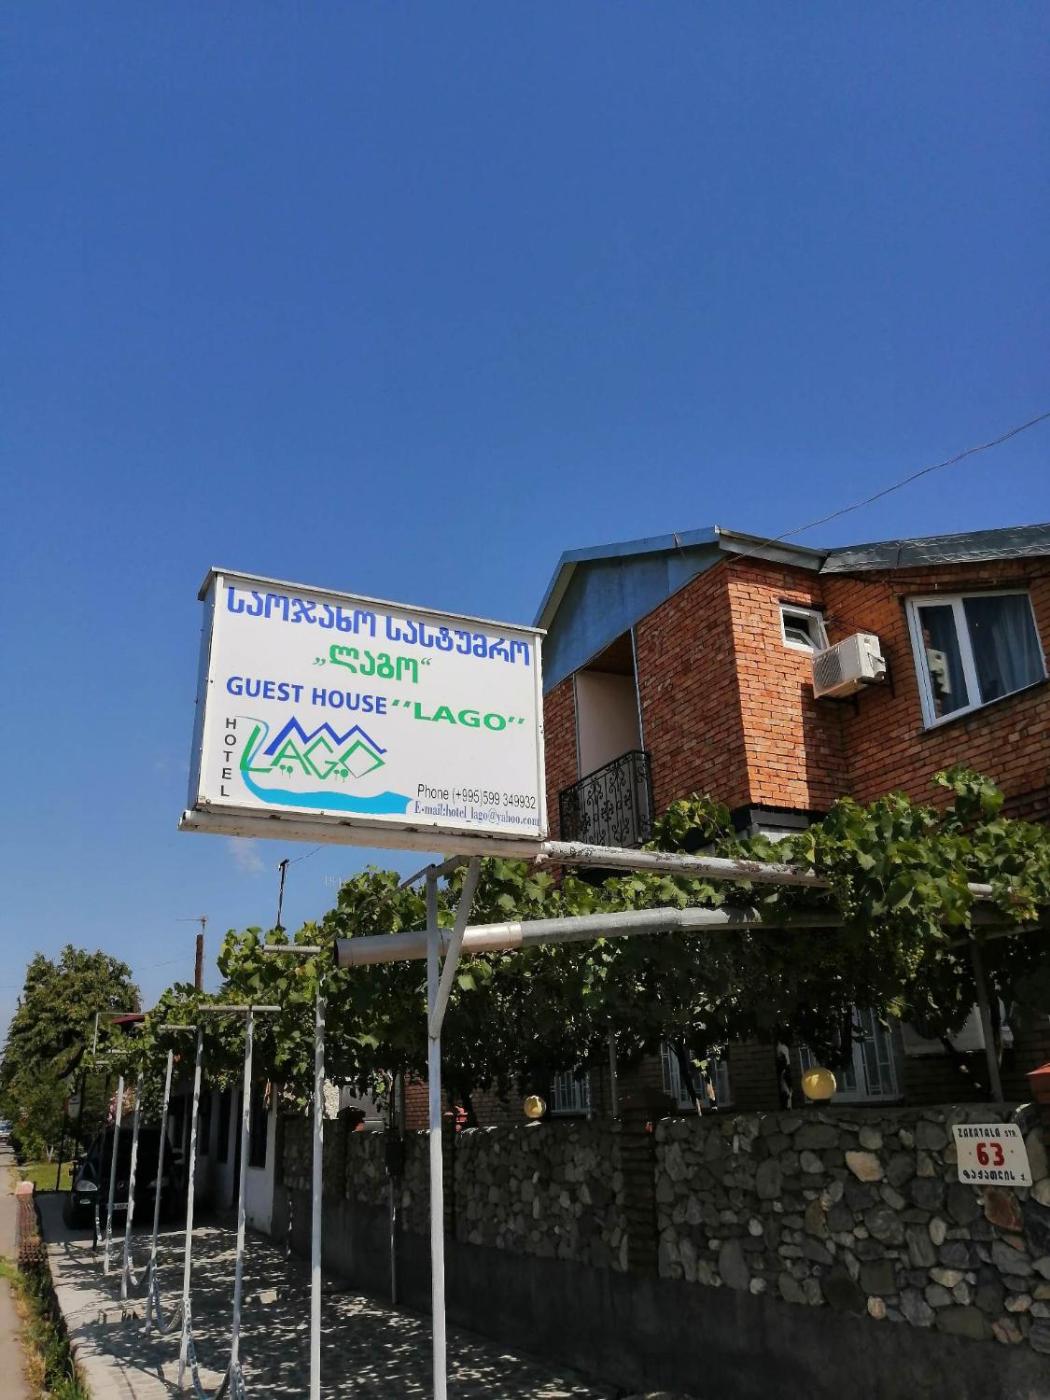 ᲡᲐᲝᲯᲐᲮᲝ ᲡᲐᲡᲢᲣᲛᲠᲝ
„ᲚᲐᲒᲝ“
GUEST HOUSE ''LAGO''
HOTEL
LAGO
Phone (+995)599 349932
E-mail:hotel_lago@yahoo.com
63